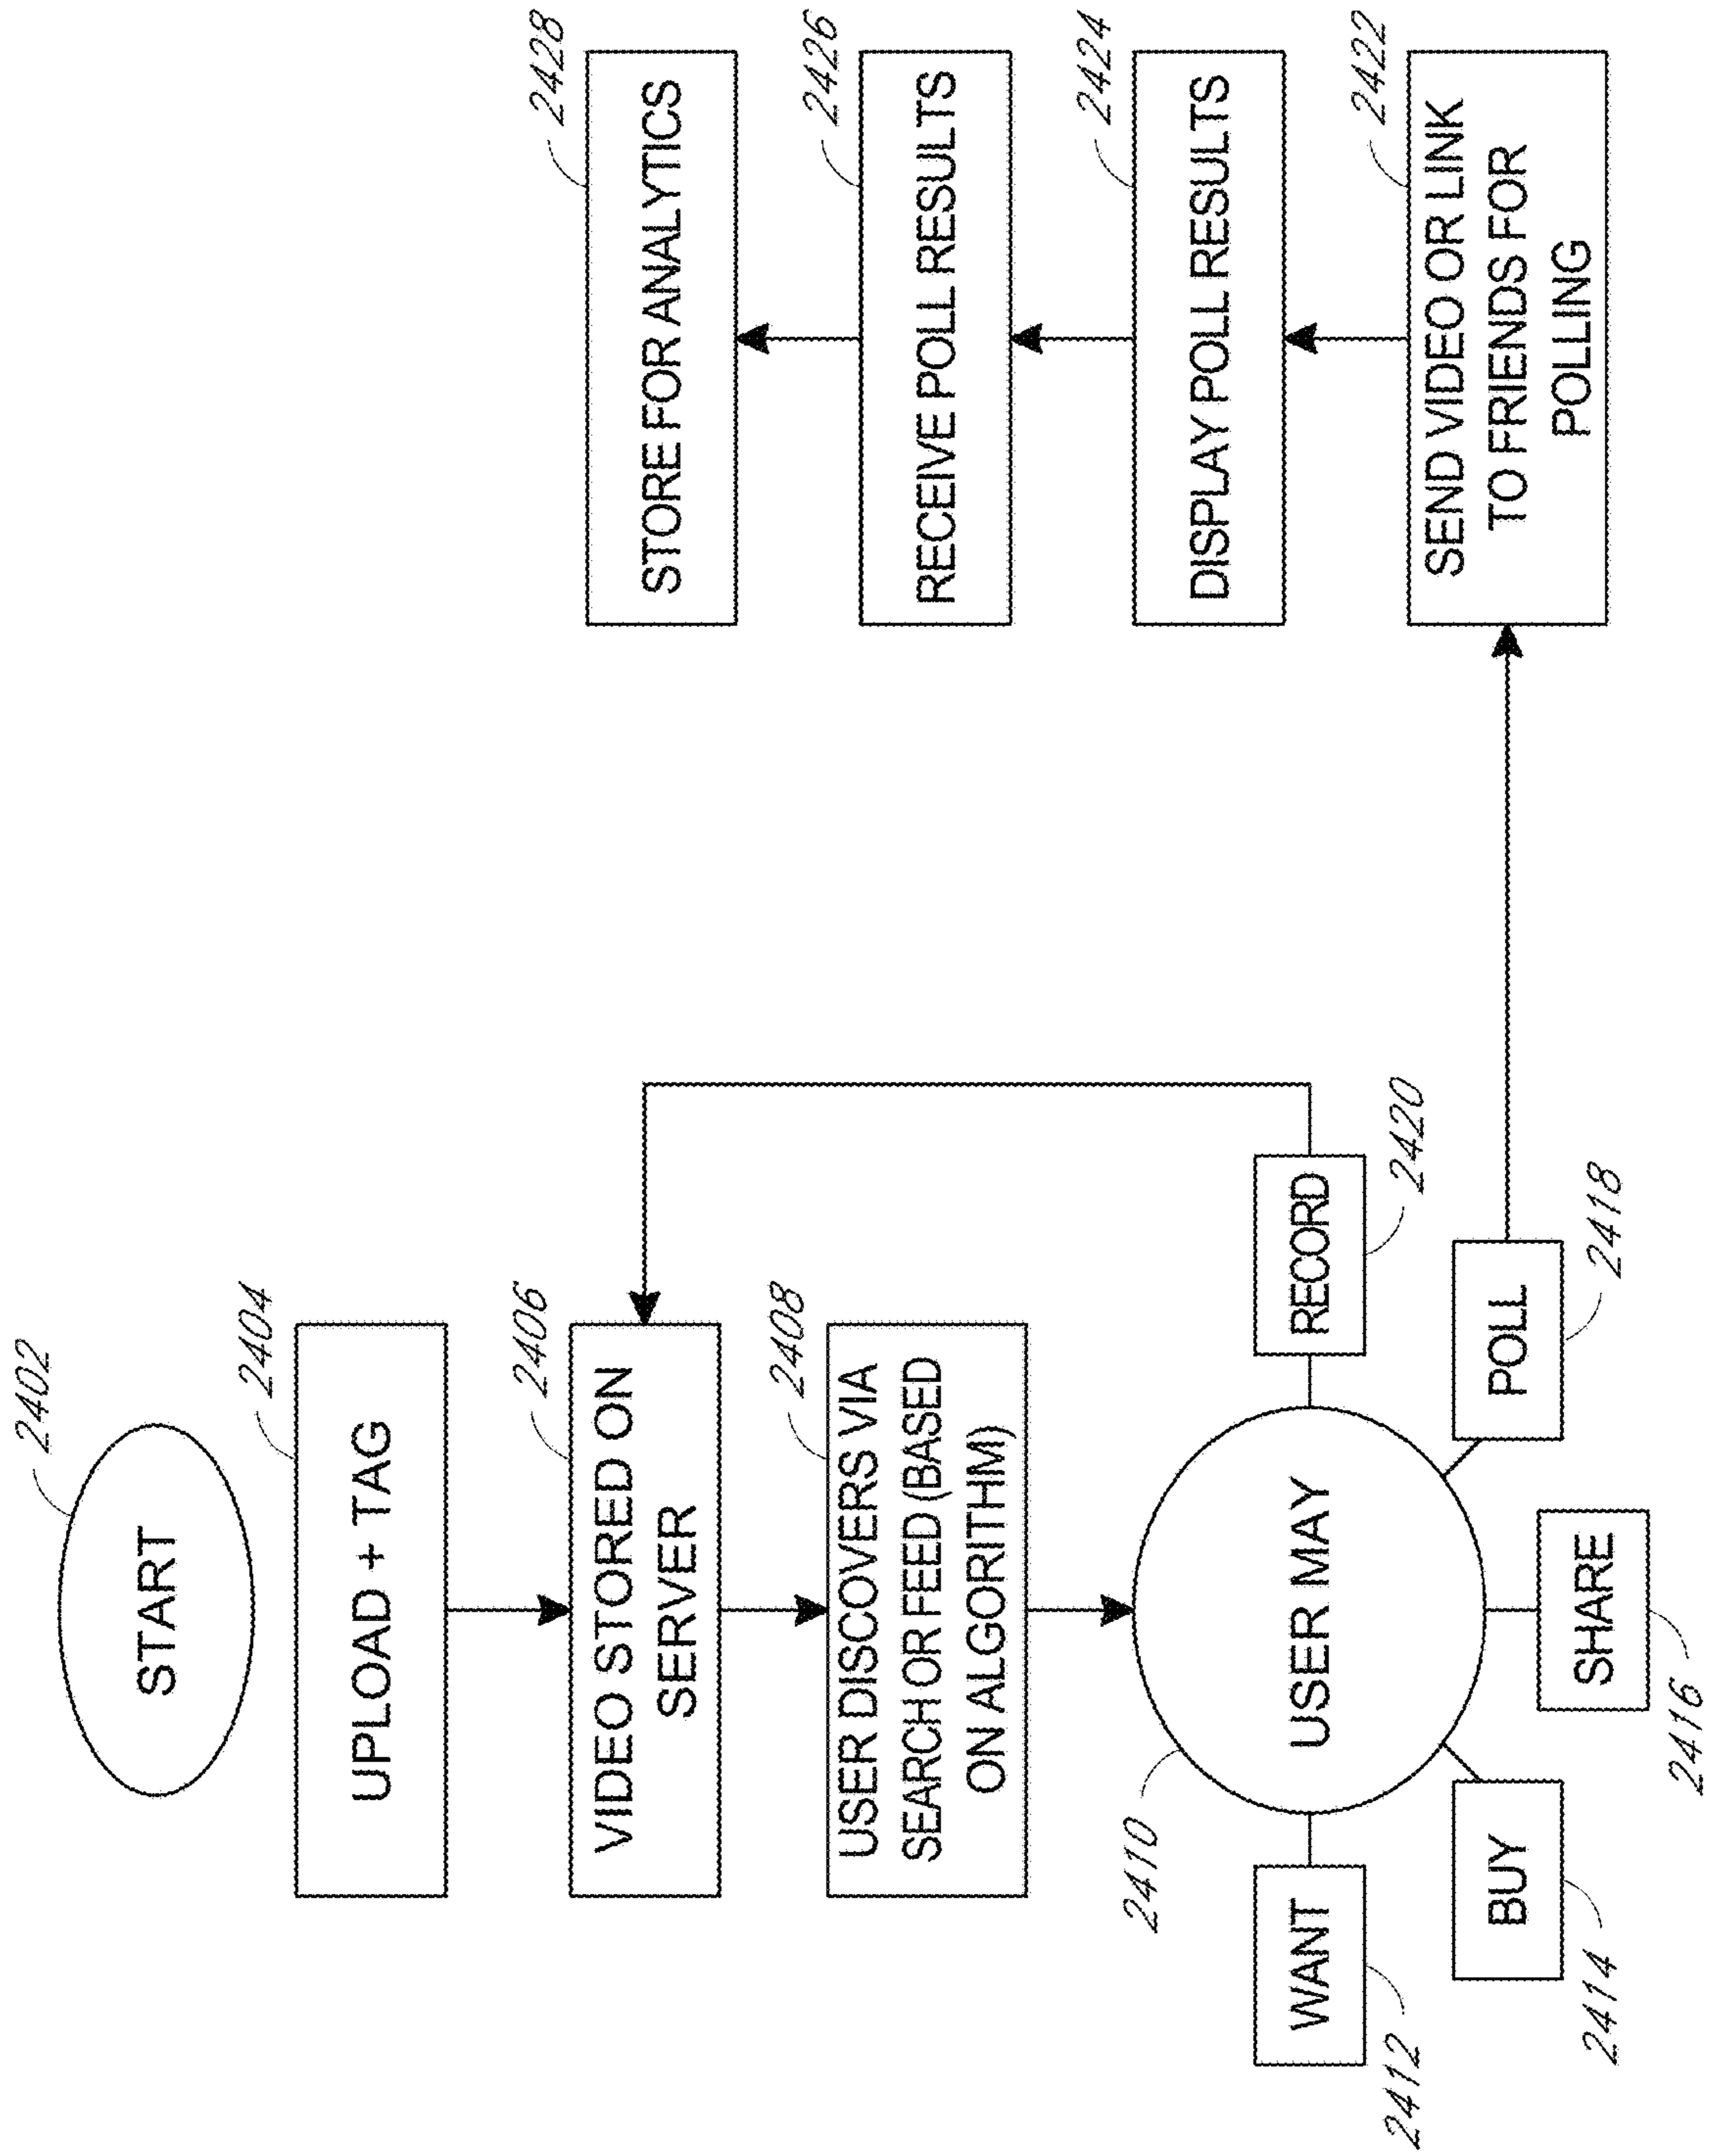 2402
START
2404
UPLOAD + TAG
2406
VIDEO STORED ON
SERVER
2408
USER DISCOVERS VIA
SEARCH OR FEED (BASED
ON ALGORITHM)
2410
USER MAY
WANT
2412
BUY
2414
SHARE
2416
POLL
2418
RECORD
2420
2422
SEND VIDEO OR LINK
TO FRIENDS FOR
POLLING
2424
DISPLAY POLL RESULTS
2426
RECEIVE POLL RESULTS
2428
STORE FOR ANALYTICS